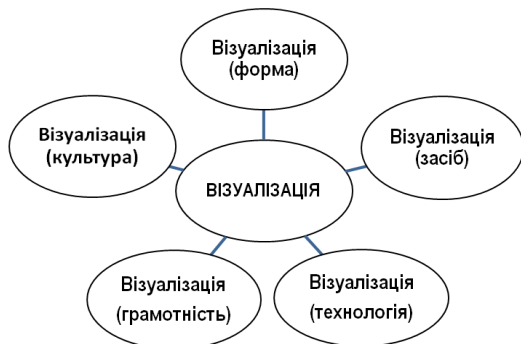 Візуалізація
(форма)
Візуалізація
(культура)
Візуалізація
(засіб)
ВІЗУАЛІЗАЦІЯ
Візуалізація
(грамотність)
Візуалізація
(технологія)